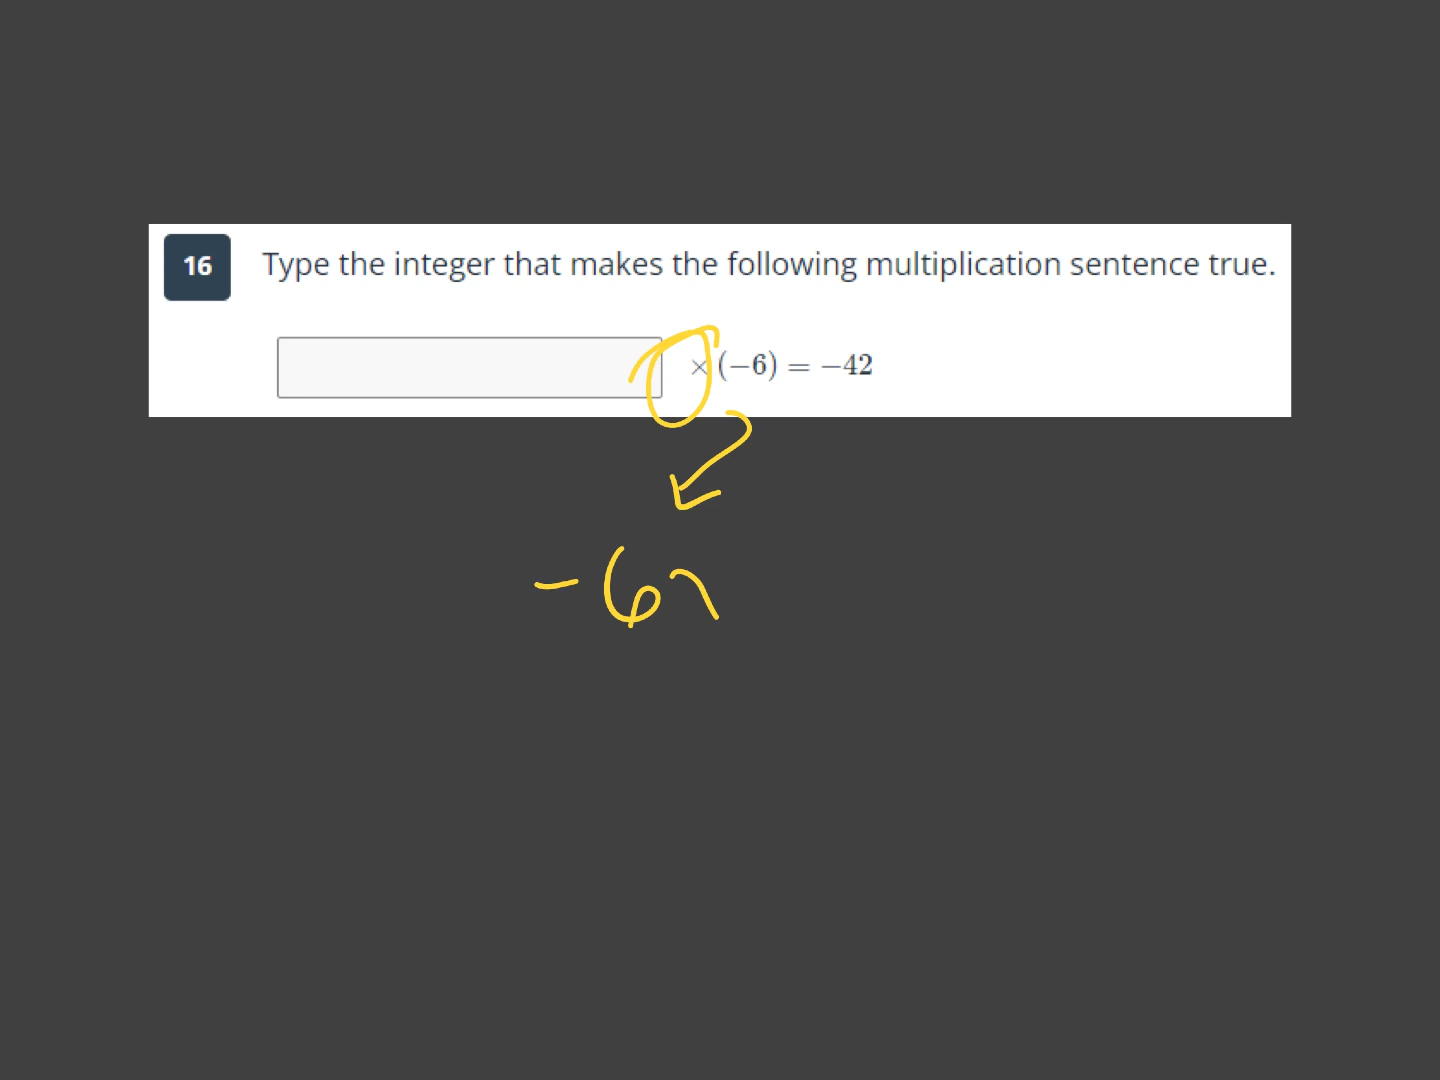 16 Type the integer that makes the following multiplication sentence true.
× (−6) = −42
-6